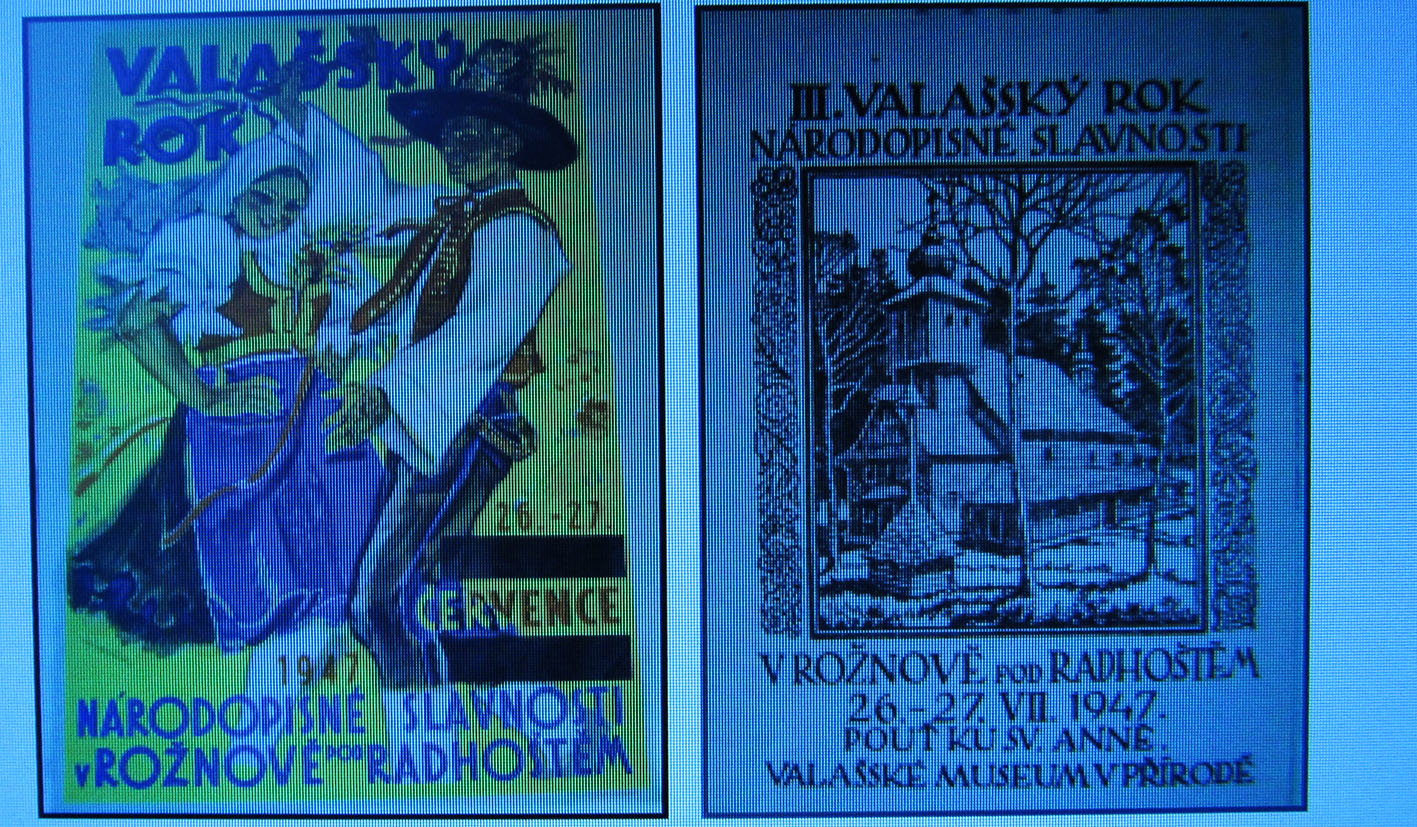 VALAŠSKÝ
ROK
26.-27.
ČERVENCE
1947
NÁRODOPISNÉ SLAVNOSTI
V ROŽNOVĚ POD RADHOŠTĚM
III. VALAŠSKÝ ROK
NÁRODOPISNÉ SLAVNOSTI
V ROŽNOVĚ POD RADHOŠTĚM
26.-27. VII. 1947.
POUŤ KU SV. ANNĚ.
VALAŠSKÉ MUSEUM V PŘÍRODĚ